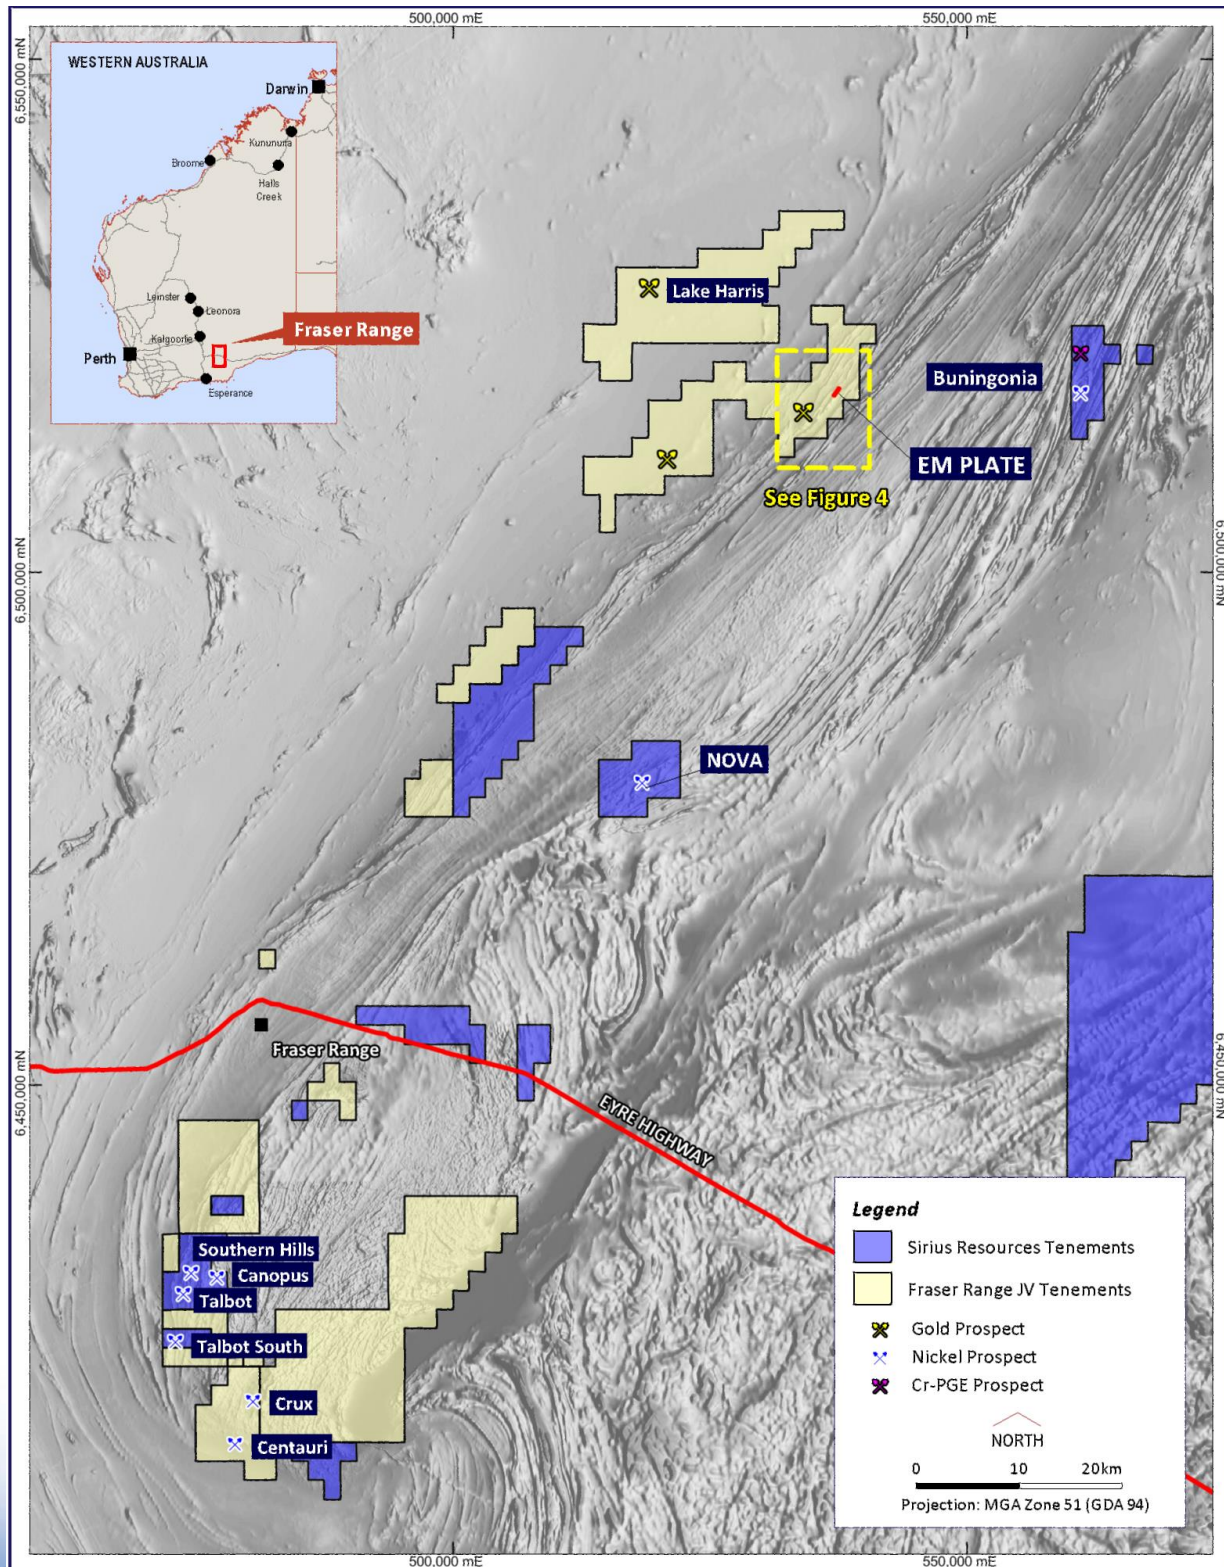 500,000 mE
550,000 mE
6,550,000 mN
WESTERN AUSTRALIA
Darwin
Kununurra
Broome
Halls
Creek
Leinster
Leonora
Kalgoorlie
Fraser Range
Perth
Esperance
Lake Harris
Buningonia
EM PLATE
See Figure 4
6,500,000 mN
6,500,000 mN
NOVA
Fraser Range
EYRE HIGHWAY
6,450,000 mN
6,450,000 mN
Southern Hills
Canopus
Talbot
Talbot South
Crux
Centauri
Legend
Sirius Resources Tenements
Fraser Range JV Tenements
Gold Prospect
Nickel Prospect
Cr-PGE Prospect
NORTH
0 10 20km
Projection: MGA Zone 51 (GDA 94)
500,000 mE
550,000 mE